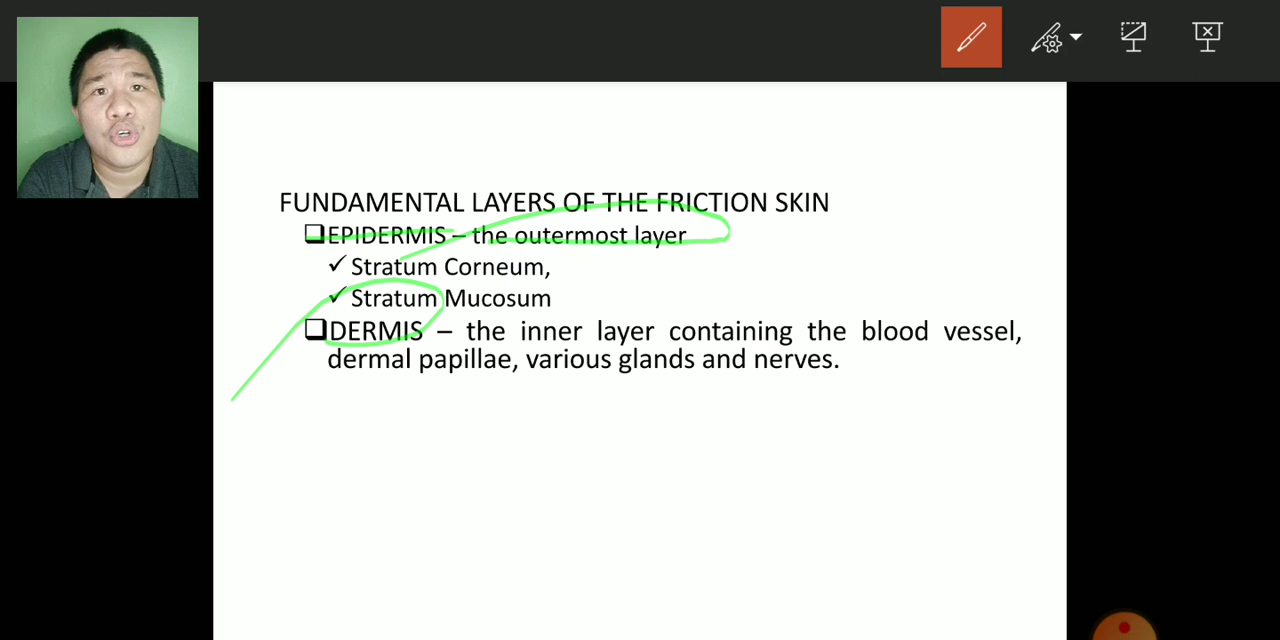 FUNDAMENTAL LAYERS OF THE FRICTION SKIN
EPIDERMIS – the outermost layer
Stratum Corneum,
Stratum Mucosum
DERMIS – the inner layer containing the blood vessel,
dermal papillae, various glands and nerves.